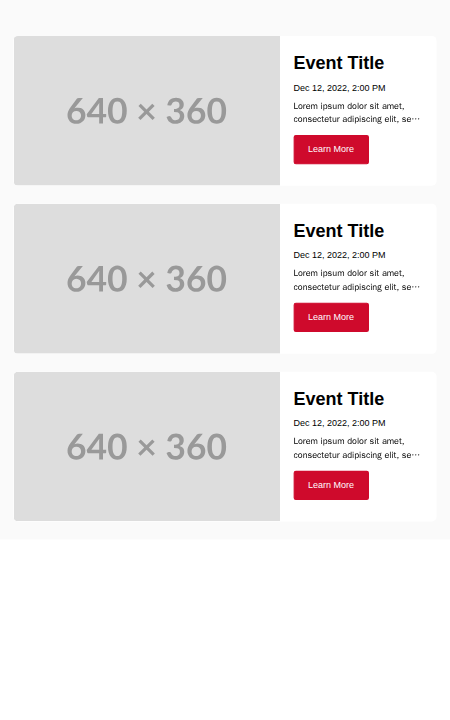 640 × 360
Event Title
Dec 12, 2022, 2:00 PM
Lorem ipsum dolor sit amet,
consectetur adipiscing elit, se…
Learn More
640 × 360
Event Title
Dec 12, 2022, 2:00 PM
Lorem ipsum dolor sit amet,
consectetur adipiscing elit, se…
Learn More
640 × 360
Event Title
Dec 12, 2022, 2:00 PM
Lorem ipsum dolor sit amet,
consectetur adipiscing elit, se…
Learn More